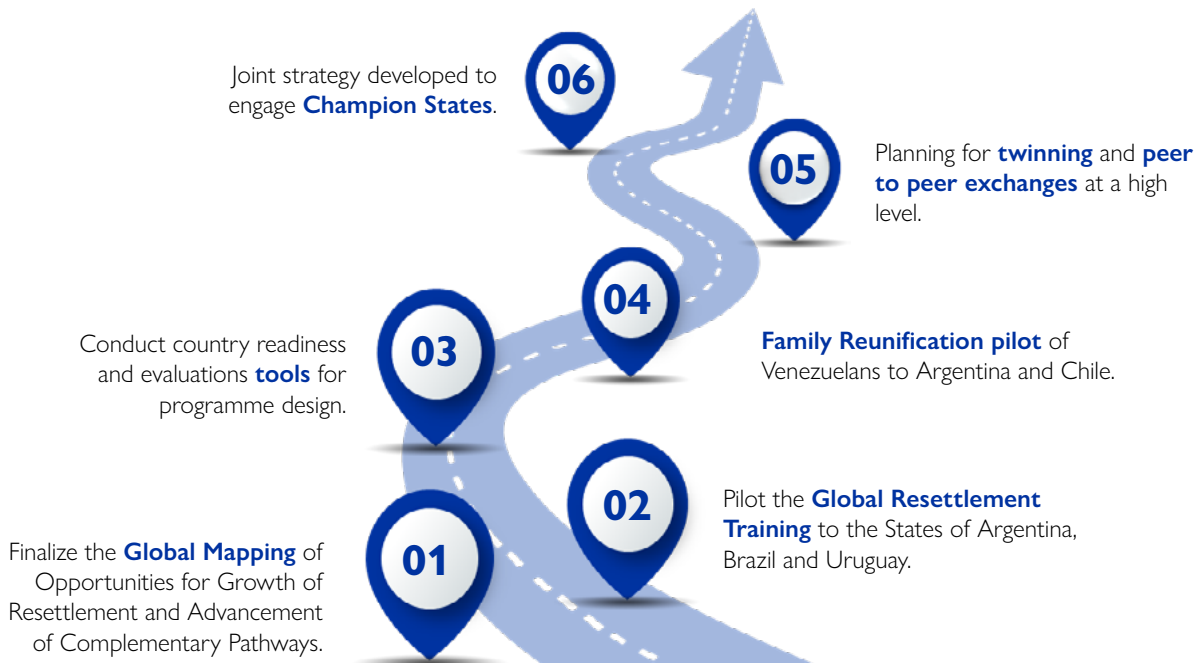 06
Joint strategy developed to
engage Champion States.
05
Planning for twinning and peer
to peer exchanges at a high
level.
04
Family Reunification pilot of
Venezuelans to Argentina and Chile.
03
Conduct country readiness
and evaluations tools for
programme design.
02
Pilot the Global Resettlement
Training to the States of Argentina,
Brazil and Uruguay.
01
Finalize the Global Mapping of
Opportunities for Growth of
Resettlement and Advancement
of Complementary Pathways.